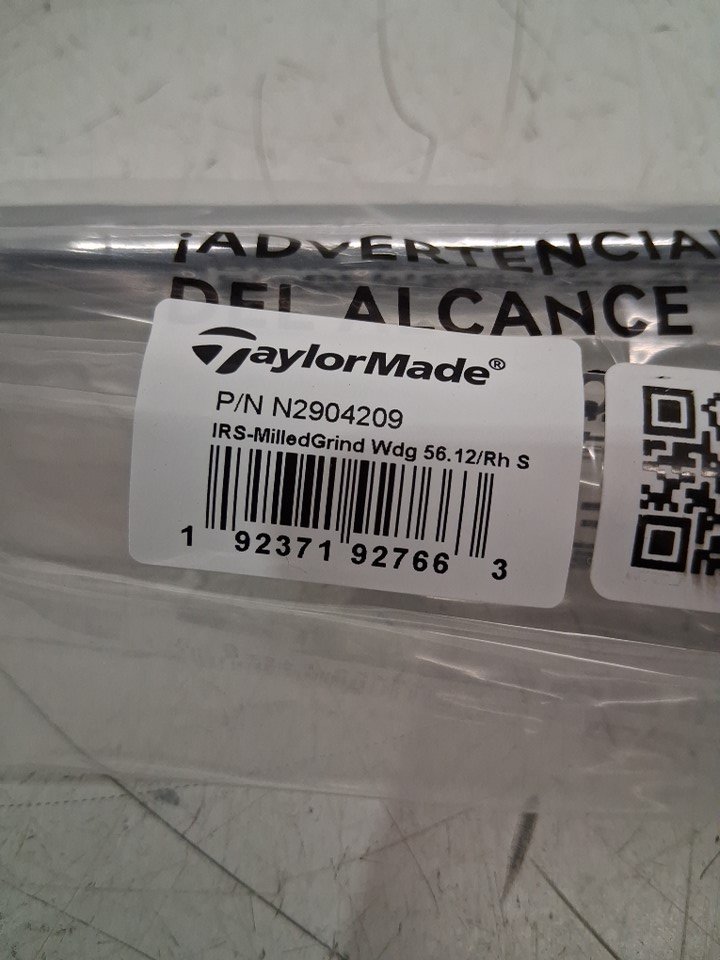 ¡ADVERTENCIA
DEL ALCANCE
TaylorMade®
P/N N2904209
IRS-MilledGrind Wdg 56.12/Rh S
1 92371 92766 3